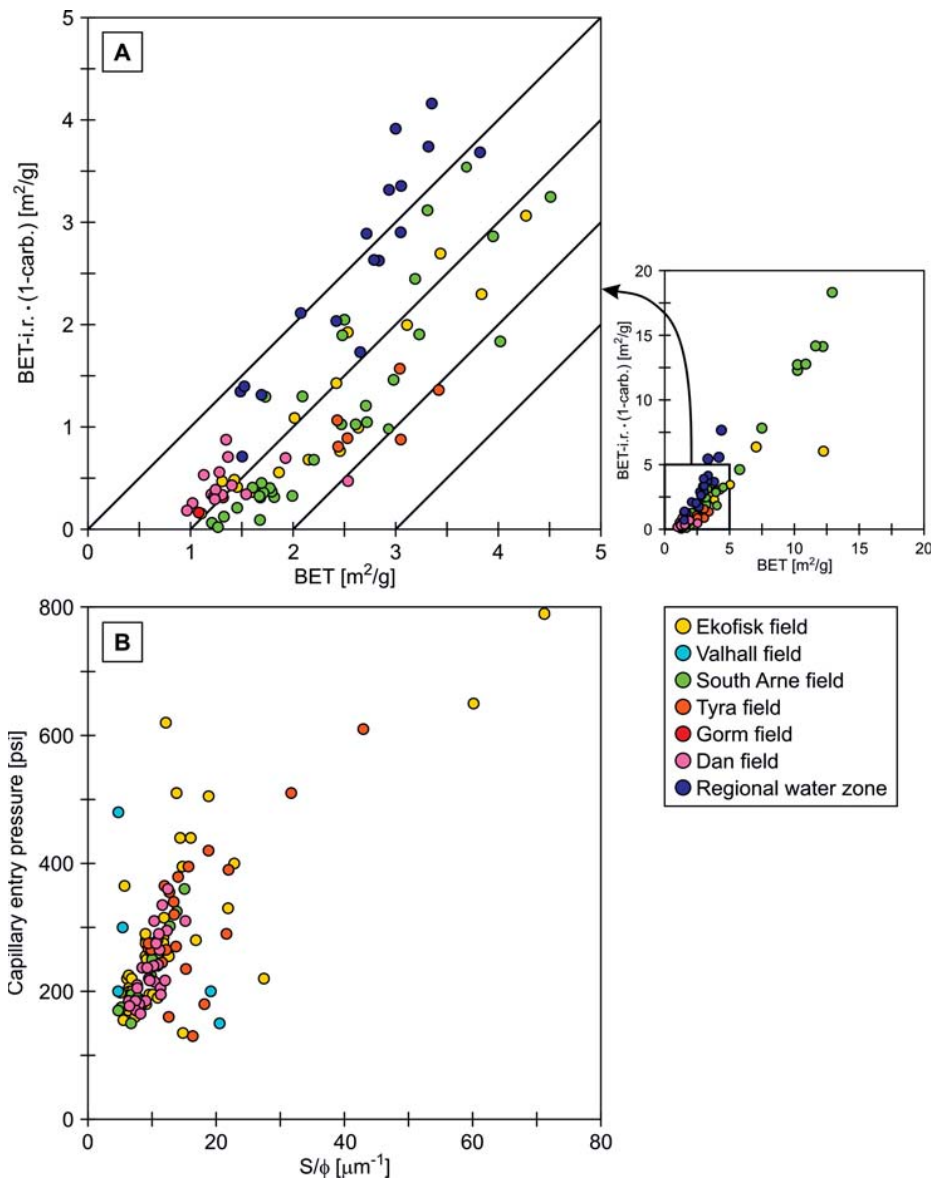 A
5
4
3
2
1
0
BET-i.r. · (1-carb.) [m²/g]
0 1 2 3 4 5
BET [m²/g]
20
15
10
5
0
BET-i.r. · (1-carb.) [m²/g]
0 5 10 15 20
BET [m²/g]
B
800
600
400
200
0
Capillary entry pressure [psi]
0 20 40 60 80
S/ϕ [μm⁻¹]
Ekofisk field
Valhall field
South Arne field
Tyra field
Gorm field
Dan field
Regional water zone